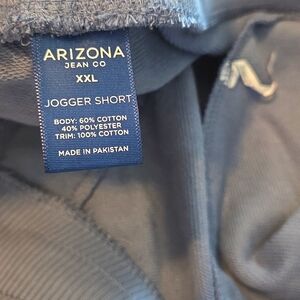 ARIZONA
JEAN CO
XXL
JOGGER SHORT
BODY: 60% COTTON
40% POLYESTER
TRIM: 100% COTTON
MADE IN PAKISTAN